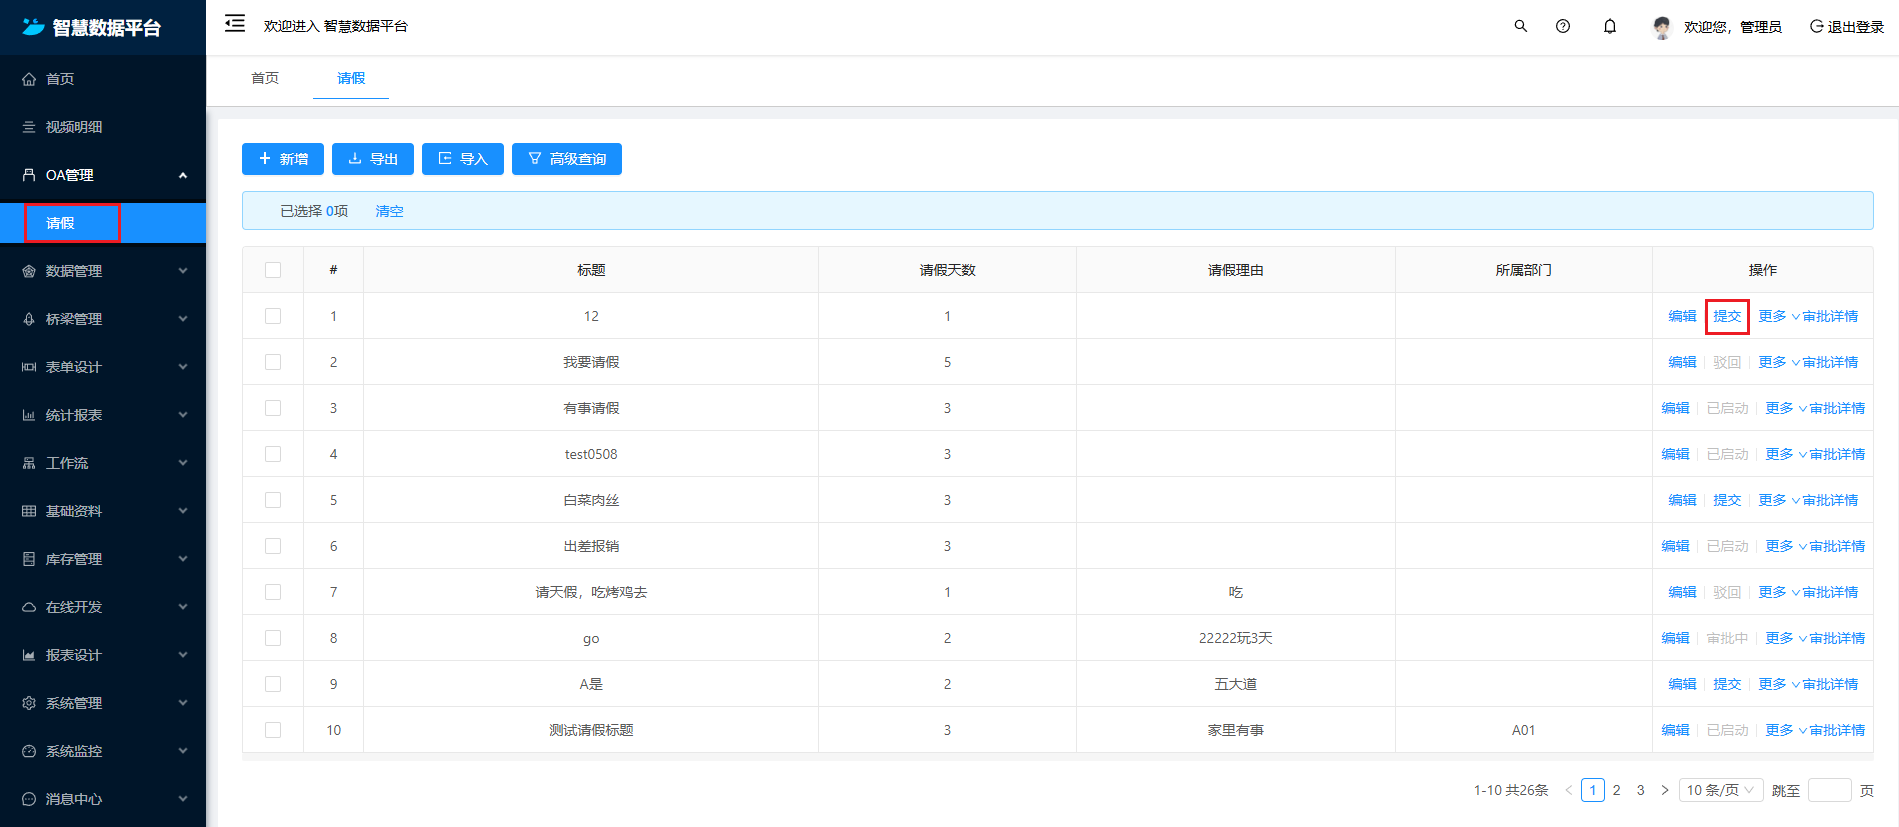 智慧数据平台
欢迎进入 智慧数据平台
欢迎您，管理员
退出登录
首页
视频明细
OA管理
请假
数据管理
桥梁管理
表单设计
统计报表
工作流
基础资料
库存管理
在线开发
报表设计
系统管理
系统监控
消息中心
首页 请假
新增 导出 导入 高级查询
已选择 0项 清空
# 标题 请假天数 请假理由 所属部门 操作
1 12 1 编辑 提交 更多 审批详情
2 我要请假 5 编辑 驳回 更多 审批详情
3 有事请假 3 编辑 已启动 更多 审批详情
4 test0508 3 编辑 已启动 更多 审批详情
5 白菜肉丝 3 编辑 提交 更多 审批详情
6 出差报销 3 编辑 已启动 更多 审批详情
7 请天假，吃烤鸡去 1 吃 编辑 驳回 更多 审批详情
8 go 2 22222玩3天 编辑 审批中 更多 审批详情
9 A是 2 五大道 编辑 提交 更多 审批详情
10 测试请假标题 3 家里有事 A01 编辑 已启动 更多 审批详情
1-10 共26条 < 1 2 3 > 10 条/页 跳至 页